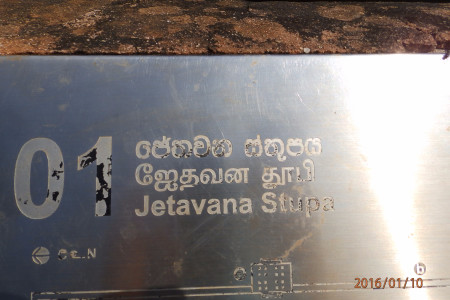 01
ජේතවන ස්තූපය
ஜேதவன தூபி
Jetavana Stupa
b
2016/01/10